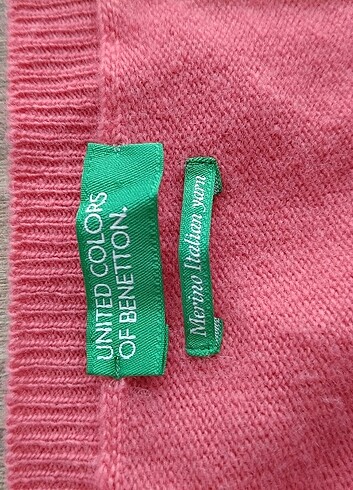 UNITED COLORS
OF BENETTON.
Merino Italian yarn